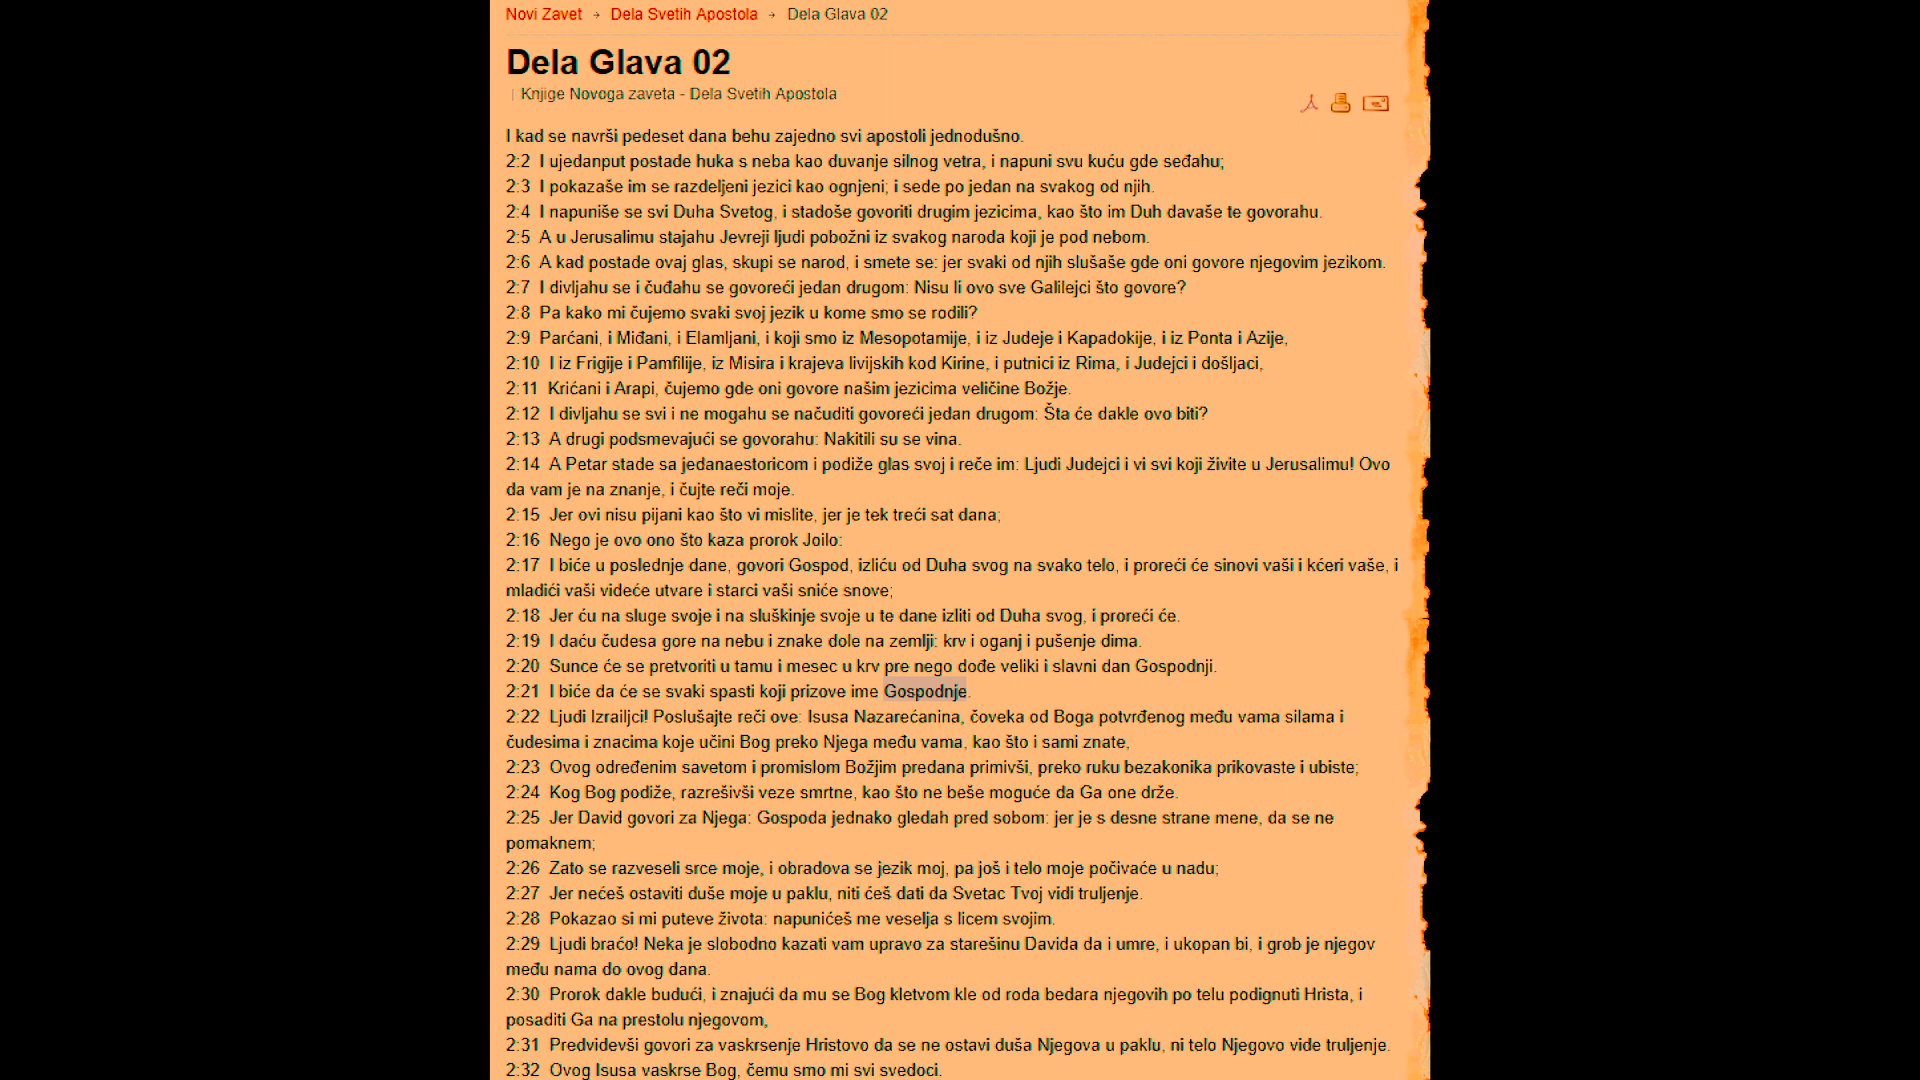 Novi Zavet → Dela Svetih Apostola → Dela Glava 02
Dela Glava 02
Knjige Novoga zaveta - Dela Svetih Apostola
I kad se navrši pedeset dana behu zajedno svi apostoli jednodušno.
2:2 I ujedanput postade huka s neba kao duvanje silnog vetra, i napuni svu kuću gde seđahu;
2:3 I pokazaše im se razdeljeni jezici kao ognjeni; i sede po jedan na svakog od njih.
2:4 I napuniše se svi Duha Svetog, i stadoše govoriti drugim jezicima, kao što im Duh davaše te govorahu.
2:5 A u Jerusalimu stajahu Jevreji ljudi pobožni iz svakog naroda koji je pod nebom.
2:6 A kad postade ovaj glas, skupi se narod, i smete se: jer svaki od njih slušaše gde oni govore njegovim jezikom.
2:7 I divljahu se i čuđahu se govoreći jedan drugom: Nisu li ovo sve Galilejci što govore?
2:8 Pa kako mi čujemo svaki svoj jezik u kome smo se rodili?
2:9 Parćani, i Miđani, i Elamljani, i koji smo iz Mesopotamije, i iz Judeje i Kapadokije, i iz Ponta i Azije,
2:10 I iz Frigije i Pamfilije, iz Misira i krajeva livijskih kod Kirine, i putnici iz Rima, i Judejci i došljaci,
2:11 Krićani i Arapi, čujemo gde oni govore našim jezicima veličine Božje.
2:12 I divljahu se svi i ne mogahu se načuditi govoreći jedan drugom: Šta će dakle ovo biti?
2:13 A drugi podsmevajući se govorahu: Nakitili su se vina.
2:14 A Petar stade sa jedanaestoricom i podiže glas svoj i reče im: Ljudi Judejci i vi svi koji živite u Jerusalimu! Ovo
da vam je na znanje, i čujte reči moje.
2:15 Jer ovi nisu pijani kao što vi mislite, jer je tek treći sat dana;
2:16 Nego je ovo ono što kaza prorok Joilo:
2:17 I biće u poslednje dane, govori Gospod, izliću od Duha svog na svako telo, i proreći će sinovi vaši i kćeri vaše, i
mladići vaši videće utvare i starci vaši sniće snove;
2:18 Jer ću na sluge svoje i na sluškinje svoje u te dane izliti od Duha svog, i proreći će.
2:19 I daću čudesa gore na nebu i znake dole na zemlji: krv i oganj i pušenje dima.
2:20 Sunce će se pretvoriti u tamu i mesec u krv pre nego dođe veliki i slavni dan Gospodnji.
2:21 I biće da će se svaki spasti koji prizove ime Gospodnje.
2:22 Ljudi Izrailjci! Poslušajte reči ove: Isusa Nazarećanina, čoveka od Boga potvrđenog među vama silama i
čudesima i znacima koje učini Bog preko Njega među vama, kao što i sami znate,
2:23 Ovog određenim savetom i promislom Božjim predana primivši, preko ruku bezakonika prikovaste i ubiste;
2:24 Kog Bog podiže, razrešivši veze smrtne, kao što ne beše moguće da Ga one drže.
2:25 Jer David govori za Njega: Gospoda jednako gledah pred sobom: jer je s desne strane mene, da se ne
pomaknem;
2:26 Zato se razveseli srce moje, i obradova se jezik moj, pa još i telo moje počivaće u nadu;
2:27 Jer nećeš ostaviti duše moje u paklu, niti ćeš dati da Svetac Tvoj vidi truljenje.
2:28 Pokazao si mi puteve života: napunićeš me veselja s licem svojim.
2:29 Ljudi braćo! Neka je slobodno kazati vam upravo za starešinu Davida da i umre, i ukopan bi, i grob je njegov
među nama do ovog dana.
2:30 Prorok dakle budući, i znajući da mu se Bog kletvom kle od roda bedara njegovih po telu podignuti Hrista, i
posaditi Ga na prestolu njegovom,
2:31 Predvidevši govori za vaskrsenje Hristovo da se ne ostavi duša Njegova u paklu, ni telo Njegovo vide truljenje.
2:32 Ovog Isusa vaskrse Bog, čemu smo mi svi svedoci.